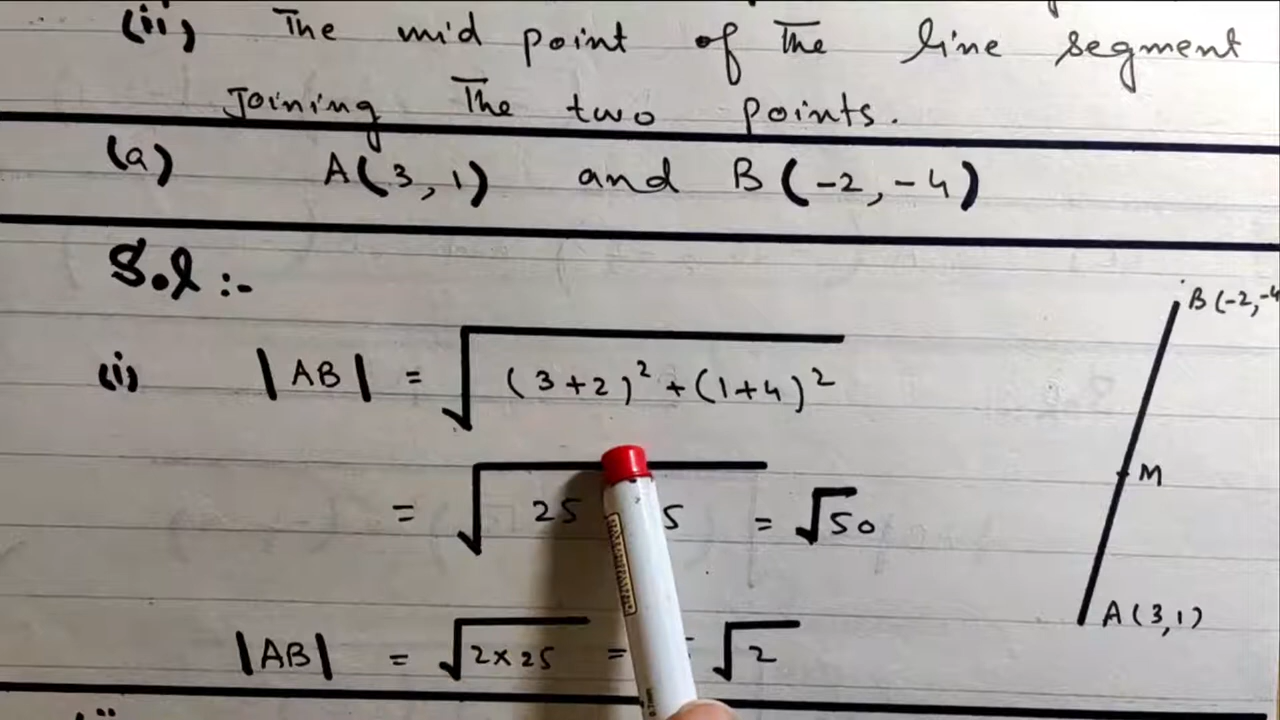 (ii) The mid point of the line segment
Joining The two points.
(a) A(3,1) and B(-2,-4)
Sol:-
B(-2,-4
(i) |AB| = √(3+2)²+(1+4)²
M
= √25 5 = √50
A(3,1)
|AB| = √2×25 = √2